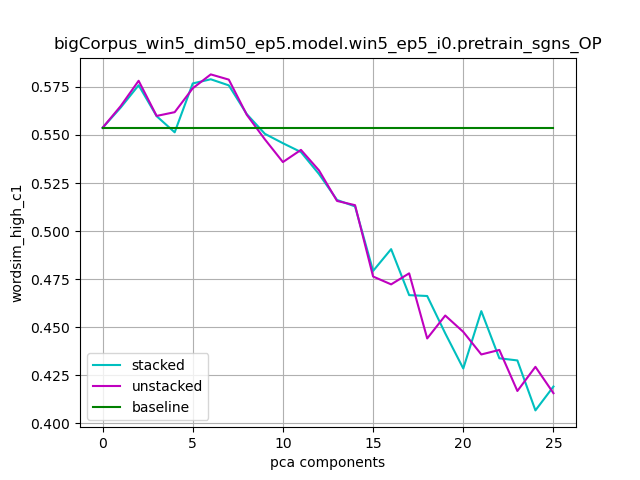 bigCorpus_win5_dim50_ep5.model.win5_ep5_i0.pretrain_sgns_OP
0.575
0.550
0.525
0.500
0.475
0.450
0.425
0.400
wordsim_high_c1
stacked
unstacked
baseline
0 5 10 15 20 25
pca components